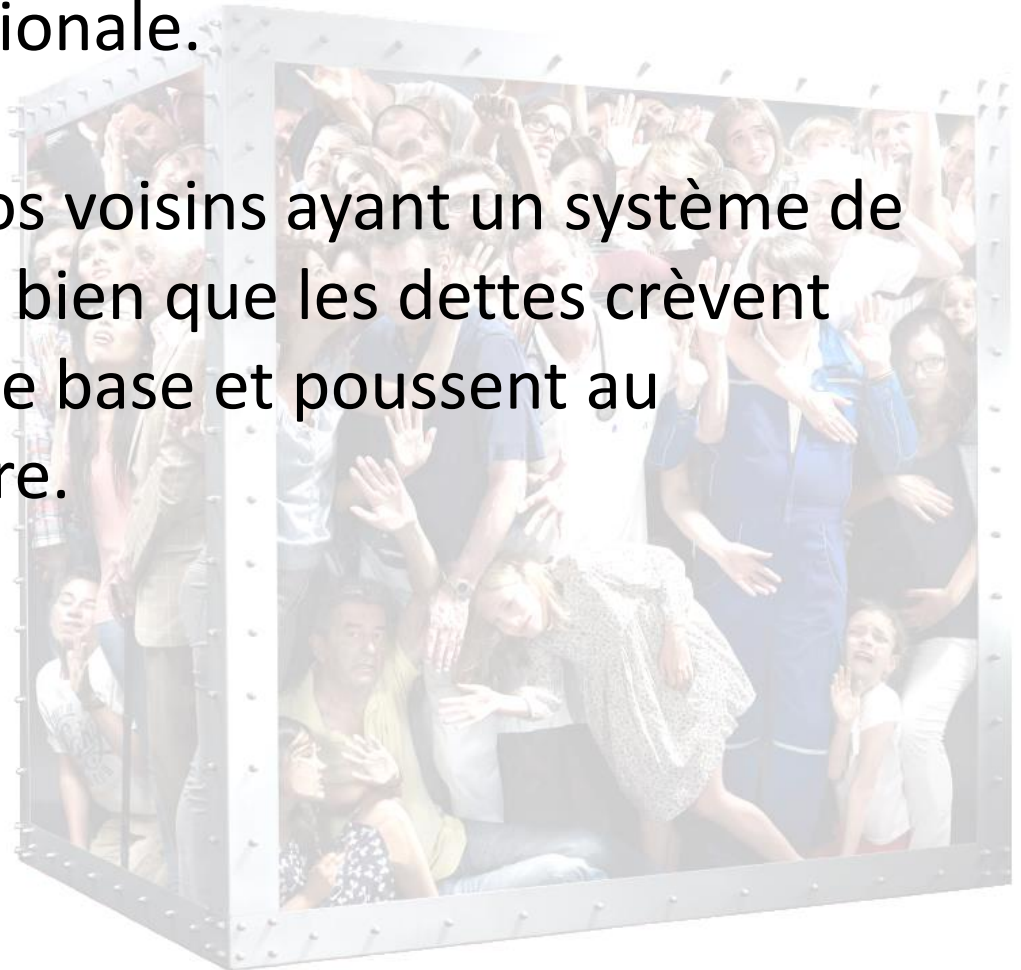 ionale.
os voisins ayant un système de
bien que les dettes crèvent
e base et poussent au
re.